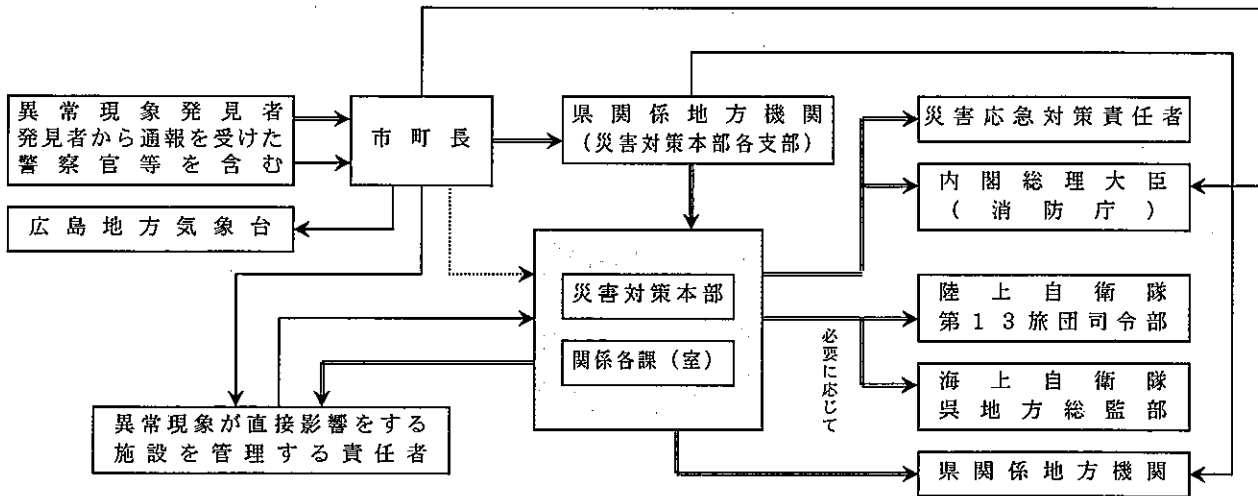 異常現象発見者
発見者から通報を受けた
警察官等を含む
市町長
県関係地方機関
(災害対策本部各支部)
災害応急対策責任者
内閣総理大臣
(消防庁)
広島地方気象台
災害対策本部
関係各課(室)
必要に応じて
陸上自衛隊
第13旅団司令部
海上自衛隊
呉地方総監部
異常現象が直接影響をする
施設を管理する責任者
県関係地方機関